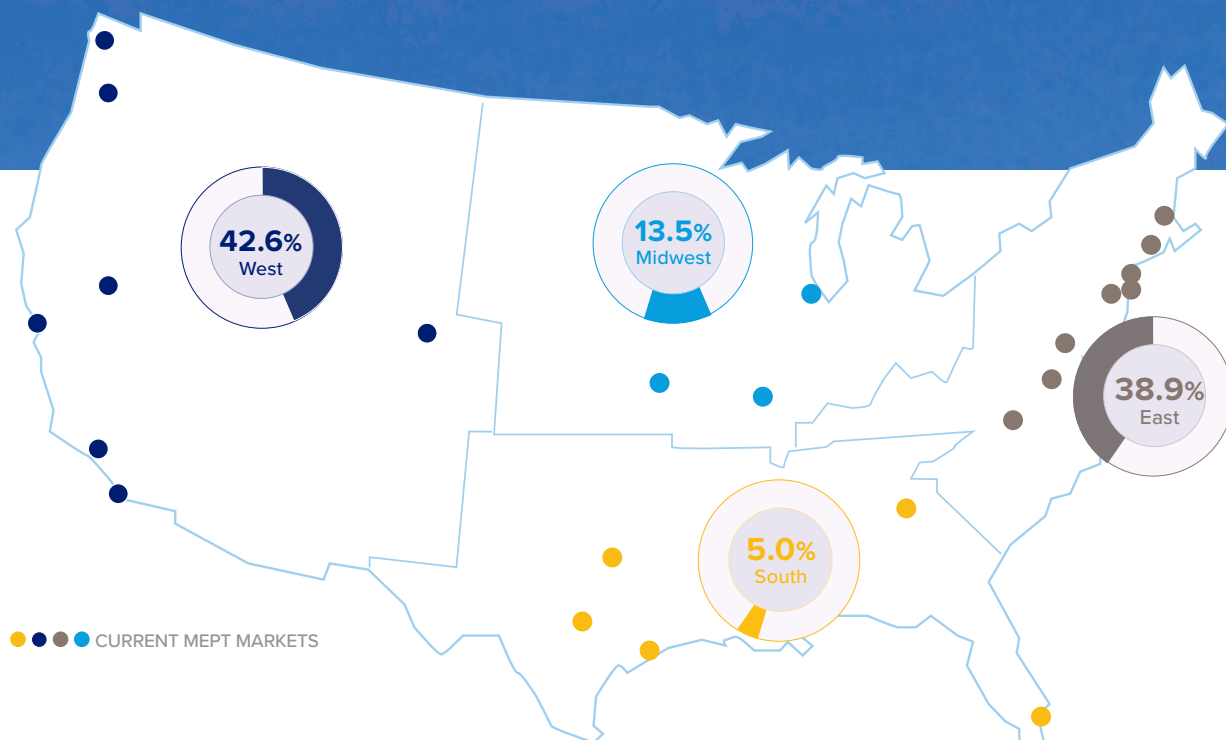 42.6%
West
13.5%
Midwest
38.9%
East
5.0%
South
CURRENT MEPT MARKETS